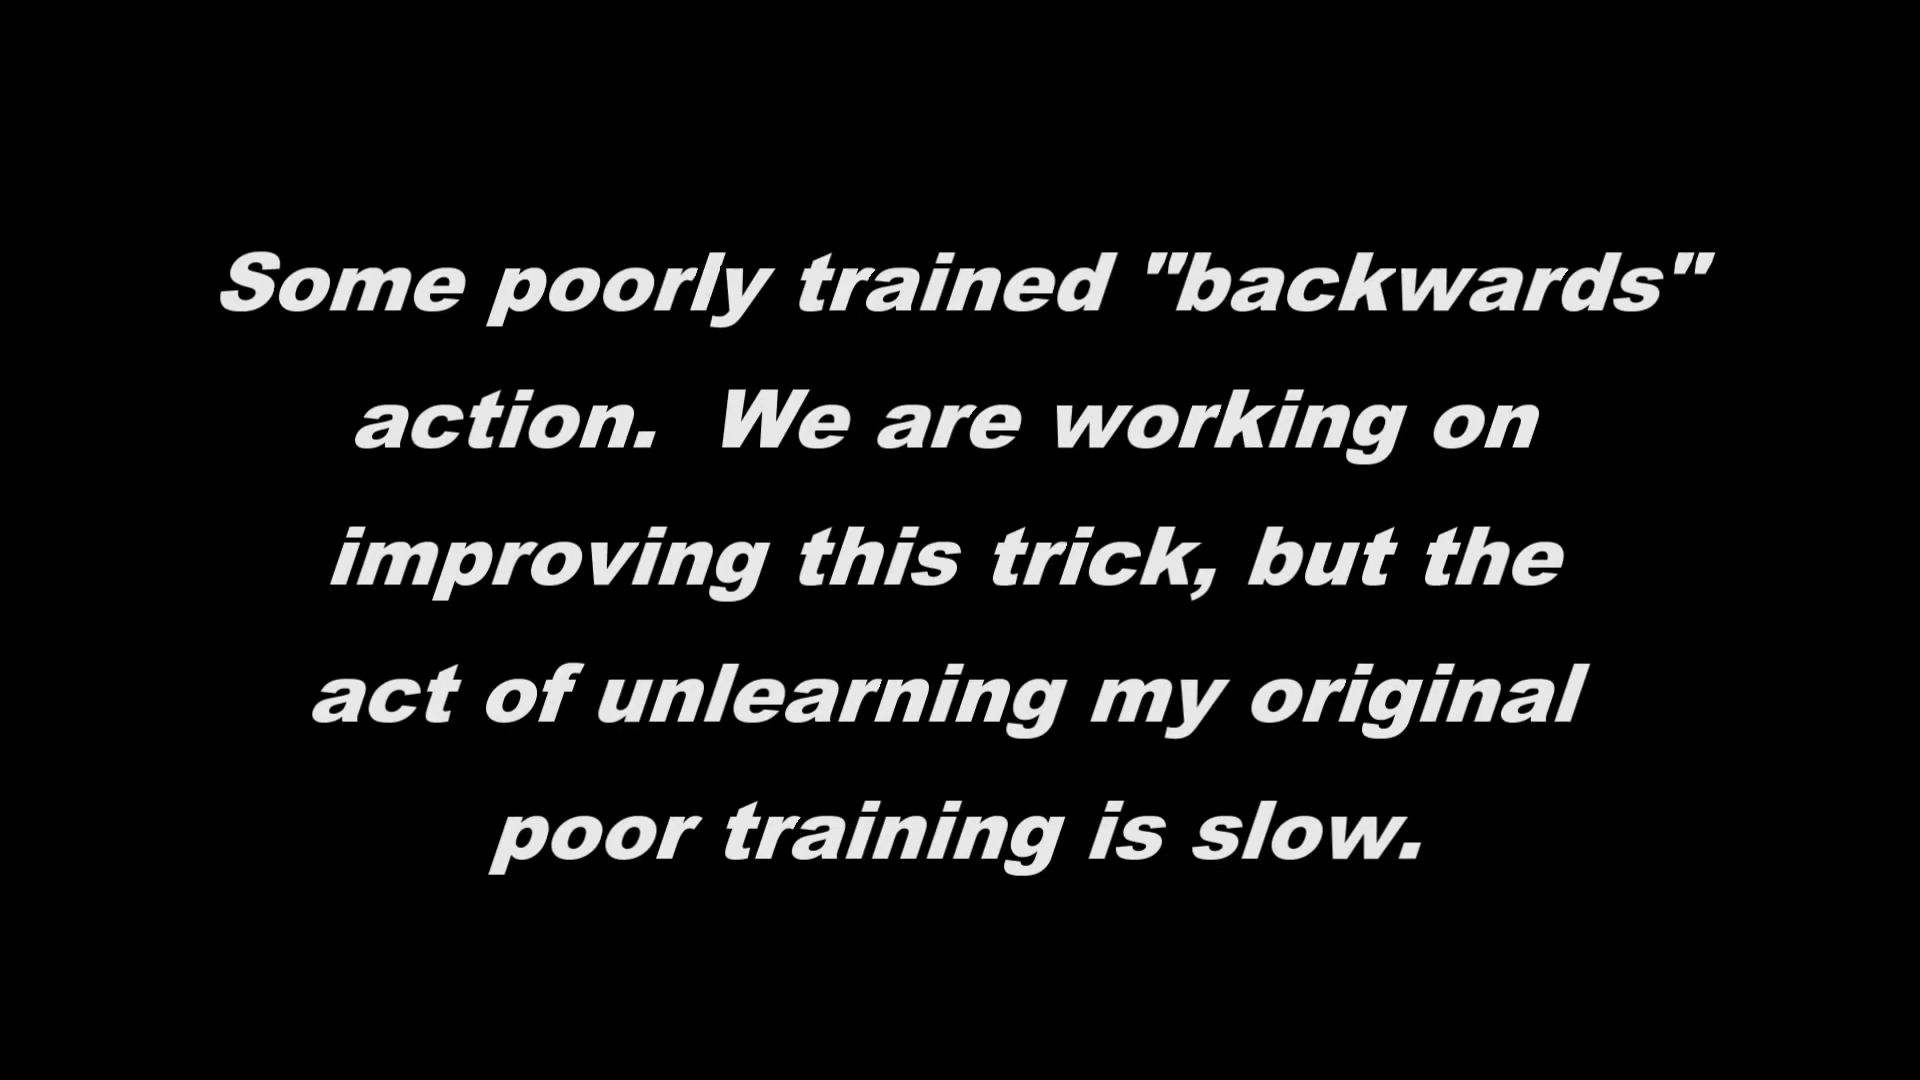 Some poorly trained "backwards"
action.  We are working on
improving this trick, but the
act of unlearning my original
poor training is slow.